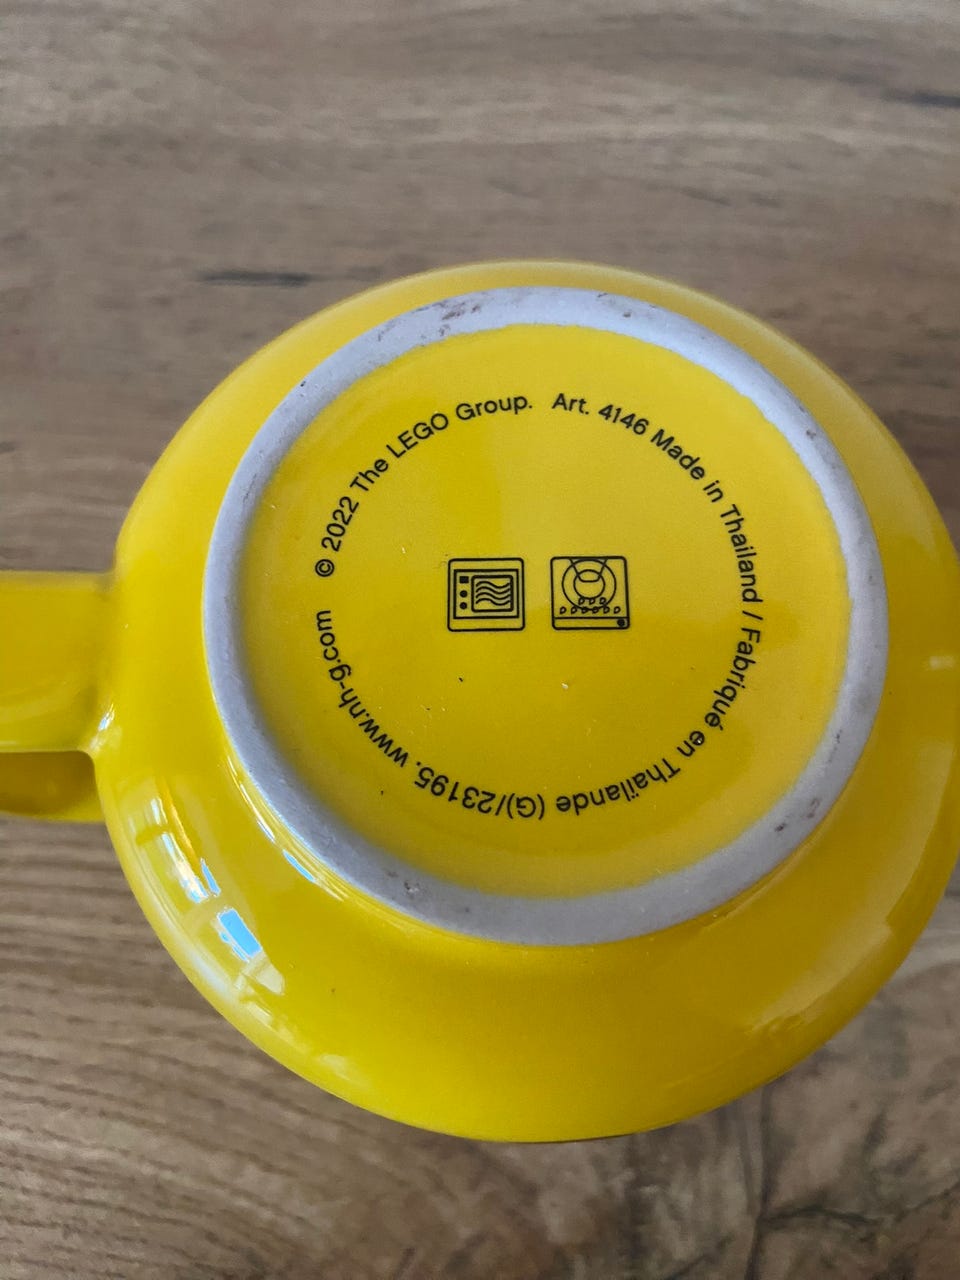 © 2022 The LEGO Group. Art. 4146 Made in Thailand / Fabriqué en Thaïlande (G)/23195. www.nh-g.com